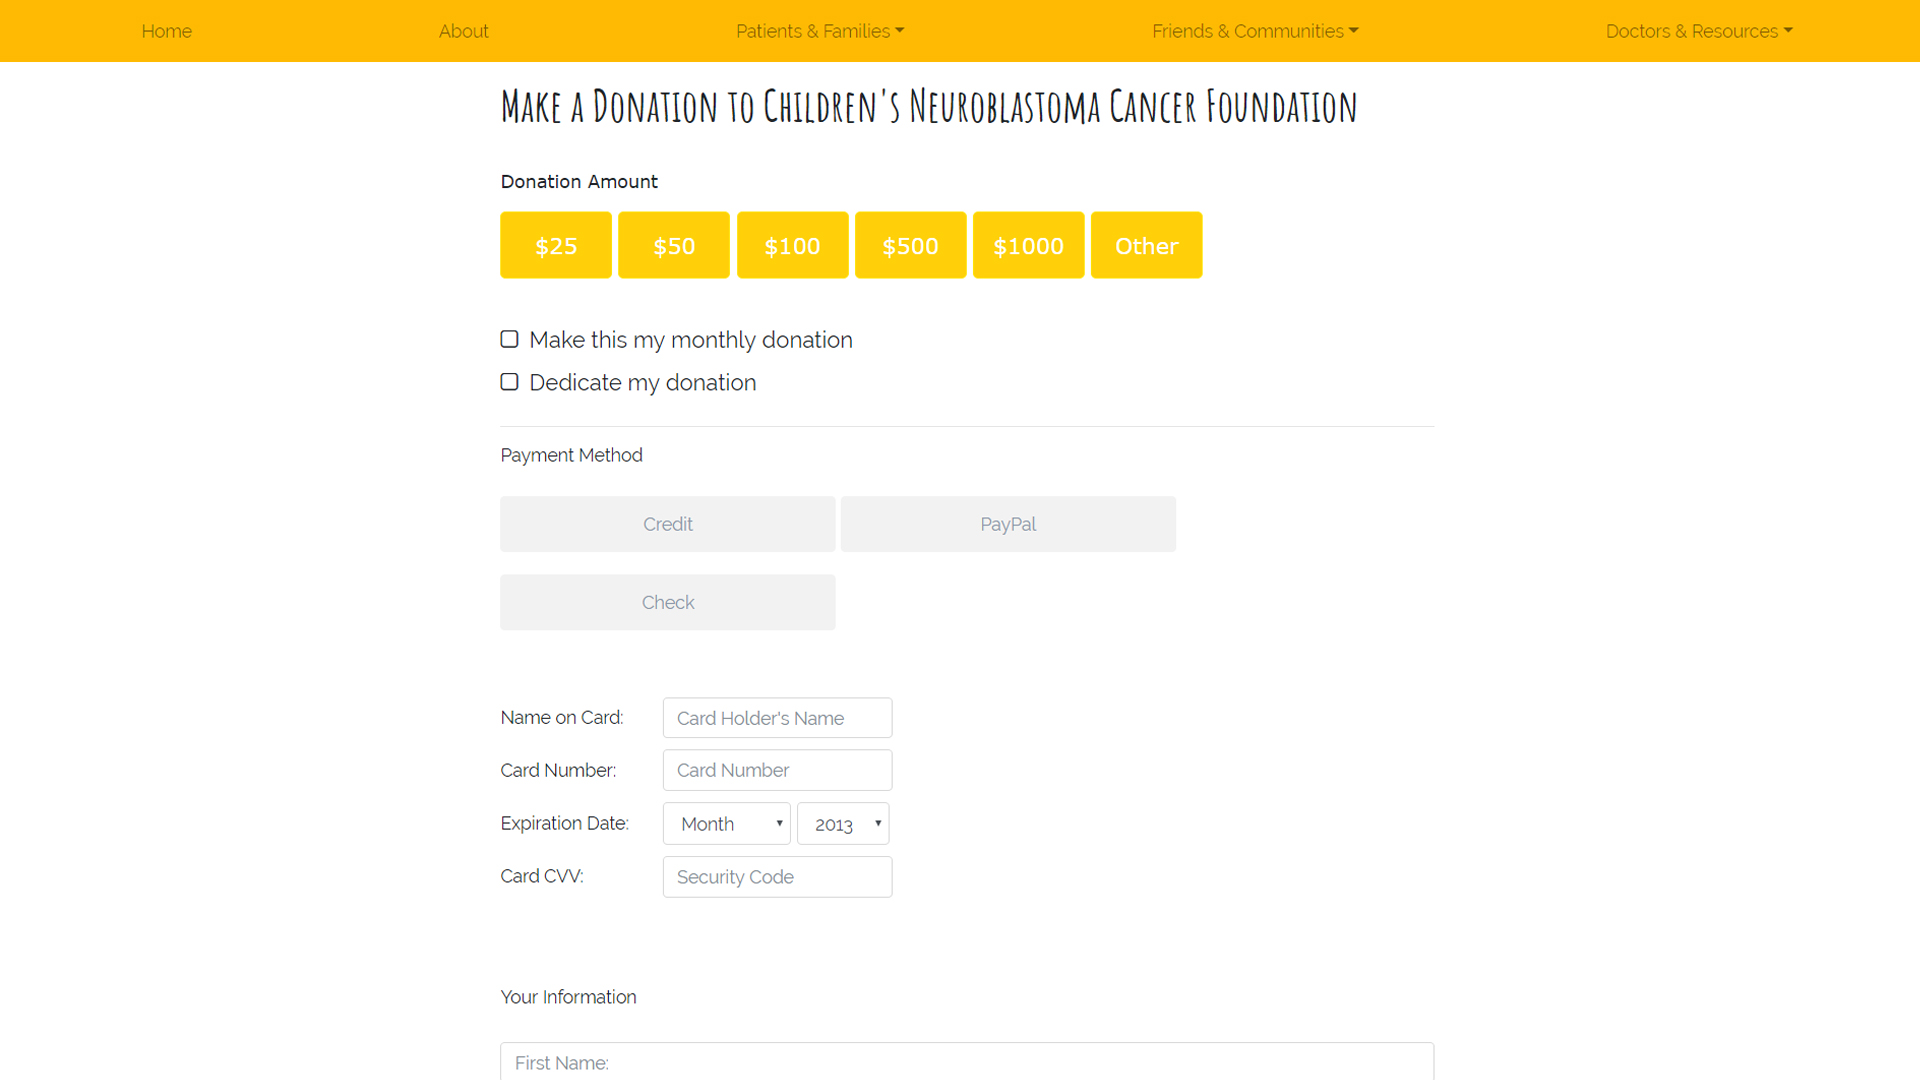 Home About Patients & Families Friends & Communities Doctors & Resources
Make a Donation to Children's Neuroblastoma Cancer Foundation
Donation Amount
$25 $50 $100 $500 $1000 Other
Make this my monthly donation
Dedicate my donation
Payment Method
Credit PayPal
Check
Name on Card: Card Holder's Name
Card Number: Card Number
Expiration Date: Month 2013
Card CVV: Security Code
Your Information
First Name: